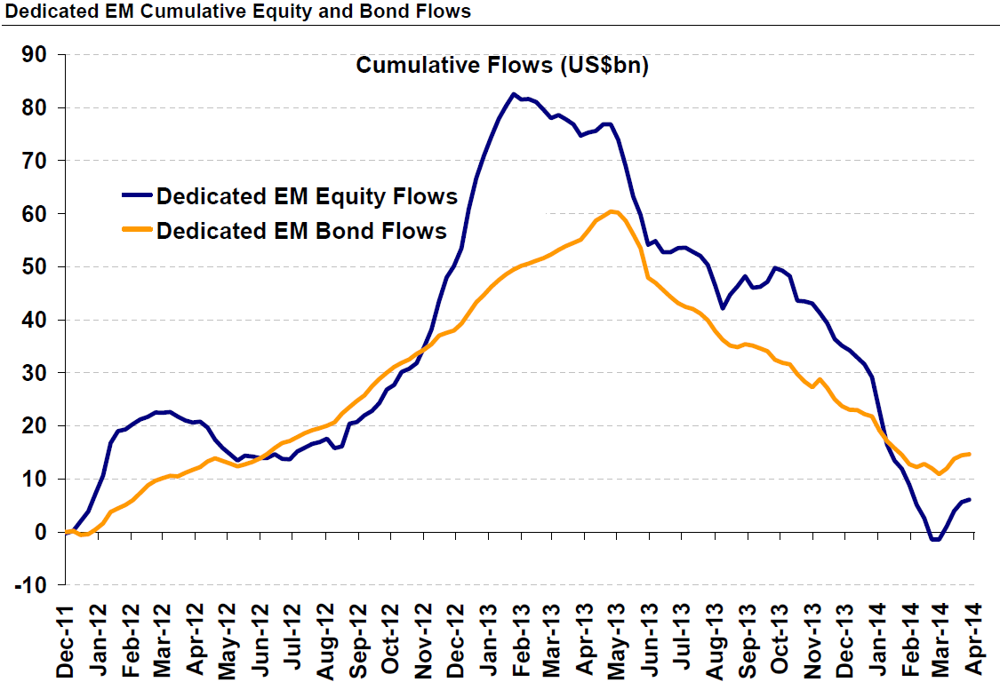 Dedicated EM Cumulative Equity and Bond Flows
Cumulative Flows (US$bn)
90
80
70
60
50
40
30
20
10
0
-10
Dedicated EM Equity Flows
Dedicated EM Bond Flows
Dec-11
Jan-12
Feb-12
Mar-12
Apr-12
May-12
Jun-12
Jul-12
Aug-12
Sep-12
Oct-12
Nov-12
Dec-12
Jan-13
Feb-13
Mar-13
Apr-13
May-13
Jun-13
Jul-13
Aug-13
Sep-13
Oct-13
Nov-13
Dec-13
Jan-14
Feb-14
Mar-14
Apr-14